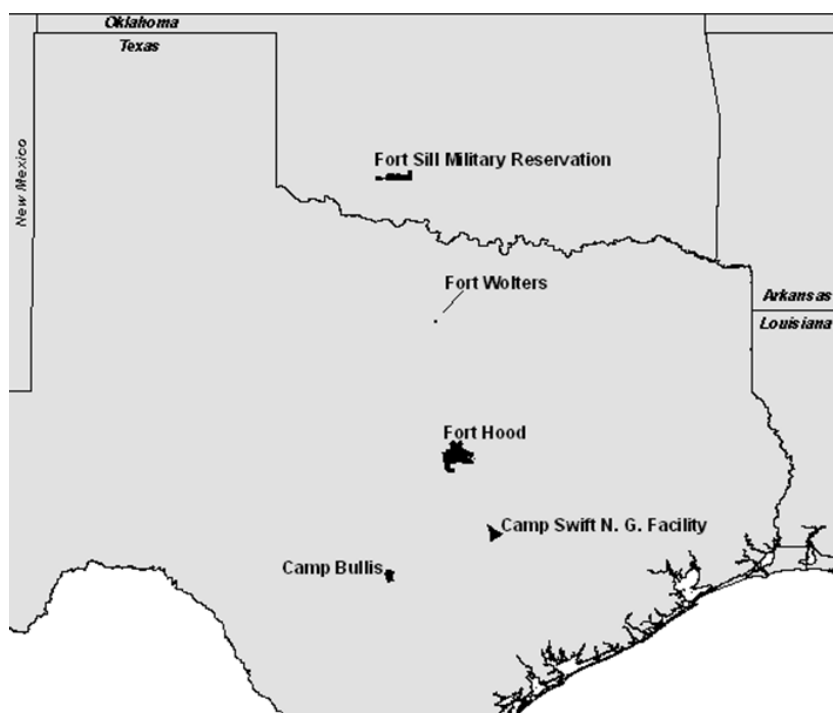 Oklahoma
Texas
New Mexico
Fort Sill Military Reservation
Fort Wolters
Arkansas
Louisiana
Fort Hood
Camp Swift N. G. Facility
Camp Bullis